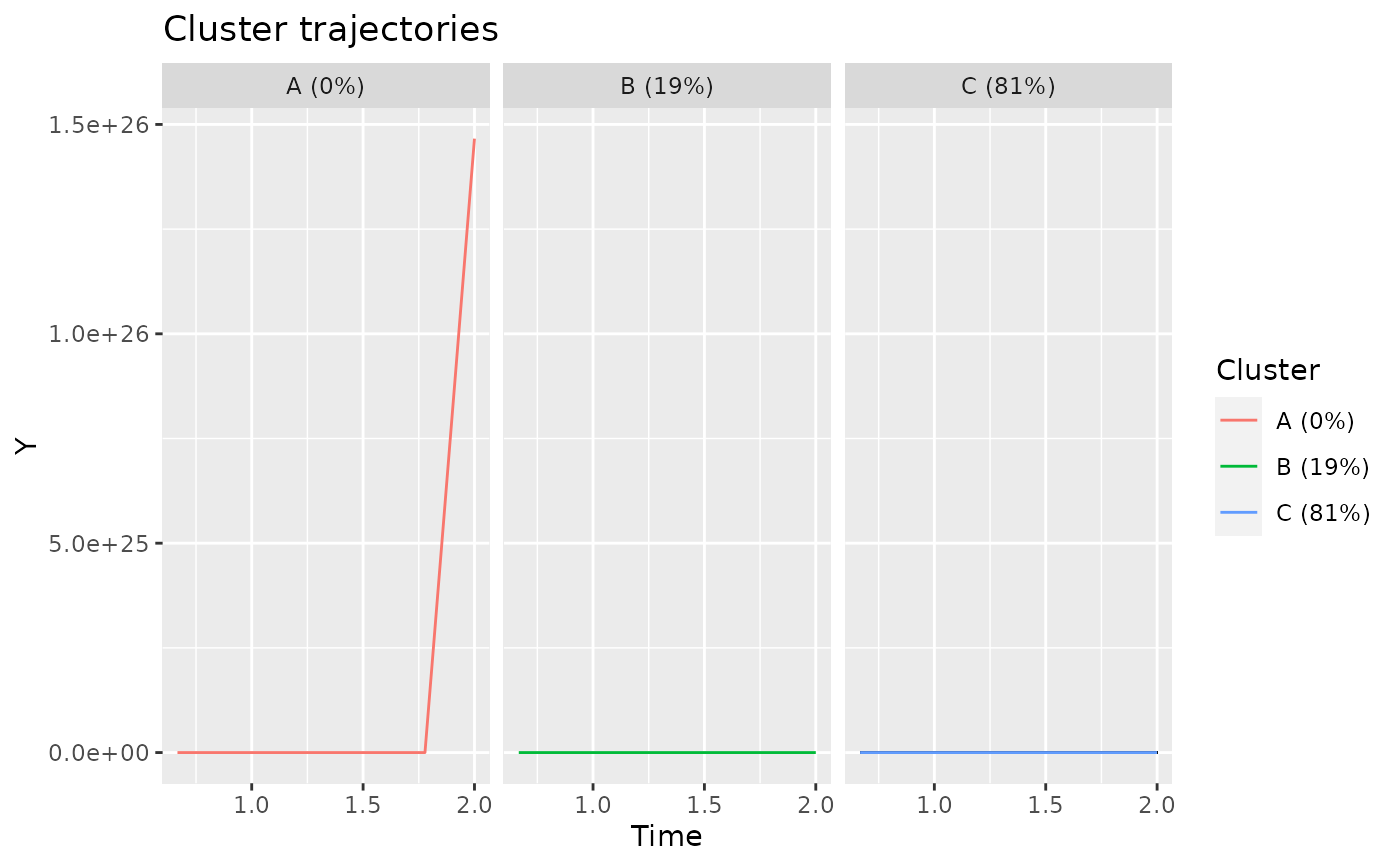 Cluster trajectories
A (0%) B (19%) C (81%)
1.5e+26
1.0e+26
5.0e+25
0.0e+00
Y
1.0 1.5 2.0 1.0 1.5 2.0 1.0 1.5 2.0
Time
Cluster
A (0%)
B (19%)
C (81%)